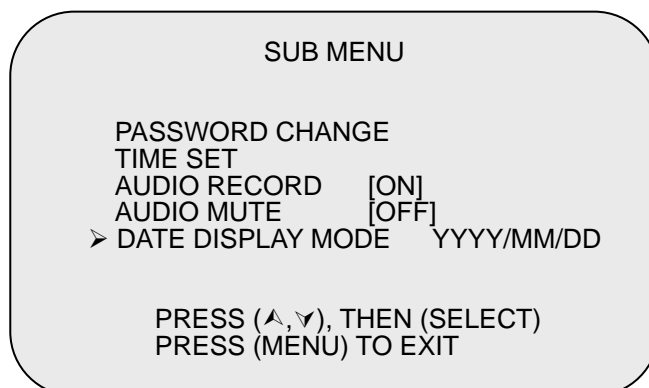 SUB MENU
PASSWORD CHANGE
TIME SET
AUDIO RECORD [ON]
AUDIO MUTE [OFF]
➢ DATE DISPLAY MODE YYYY/MM/DD
PRESS (⮝,⮟), THEN (SELECT)
PRESS (MENU) TO EXIT